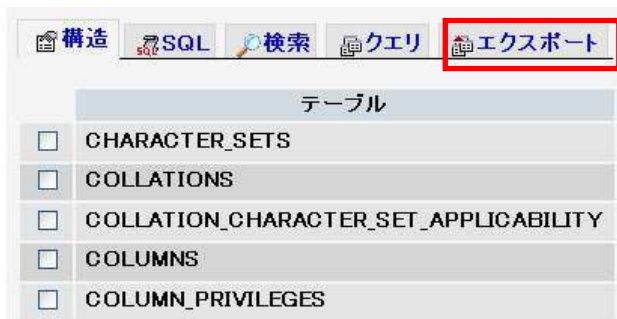 構造 SQL 検索 クエリ エクスポート
テーブル
CHARACTER_SETS
COLLATIONS
COLLATION_CHARACTER_SET_APPLICABILITY
COLUMNS
COLUMN_PRIVILEGES